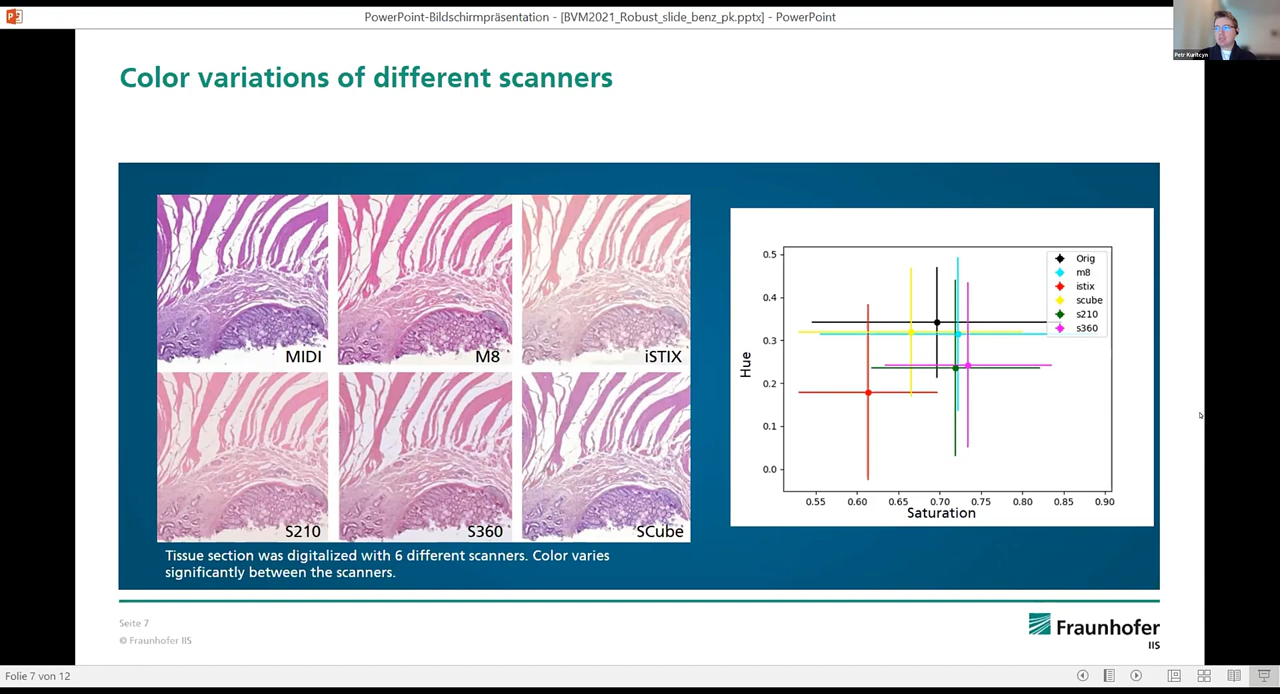 PowerPoint-Bildschirmpräsentation - [BVM2021_Robust_slide_benz_pk.pptx] - PowerPoint
Petr Kuritcyn
Color variations of different scanners
MIDI
M8
iSTIX
S210
S360
SCube
Tissue section was digitalized with 6 different scanners. Color varies
significantly between the scanners.
Hue
0.5
0.4
0.3
0.2
0.1
0.0
Orig
m8
istix
scube
s210
s360
0.55 0.60 0.65 0.70 0.75 0.80 0.85 0.90
Saturation
Seite 7
© Fraunhofer IIS
Fraunhofer
IIS
Folie 7 von 12